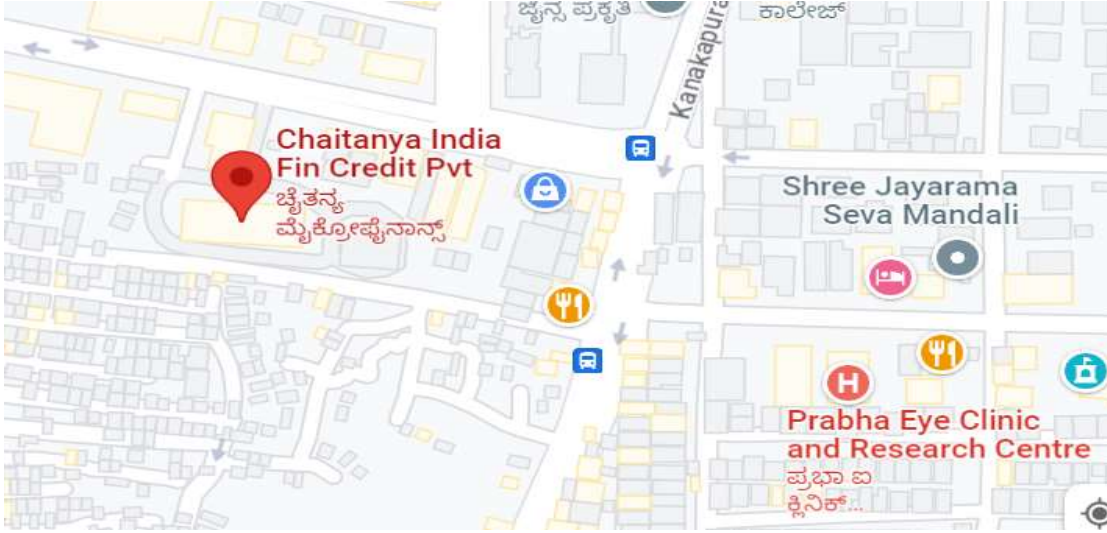 ಜೈನ್ಸ ಪ್ರಕೃತಿ
ಕಾಲೇಜ್
Kanakapura
Chaitanya India
Fin Credit Pvt
ಚೈತನ್ಯ
ಮೈಕ್ರೋಫೈನಾನ್ಸ್
Shree Jayarama
Seva Mandali
H
Prabha Eye Clinic
and Research Centre
ಪ್ರಭಾ ಐ
ಕ್ಲಿನಿಕ್...